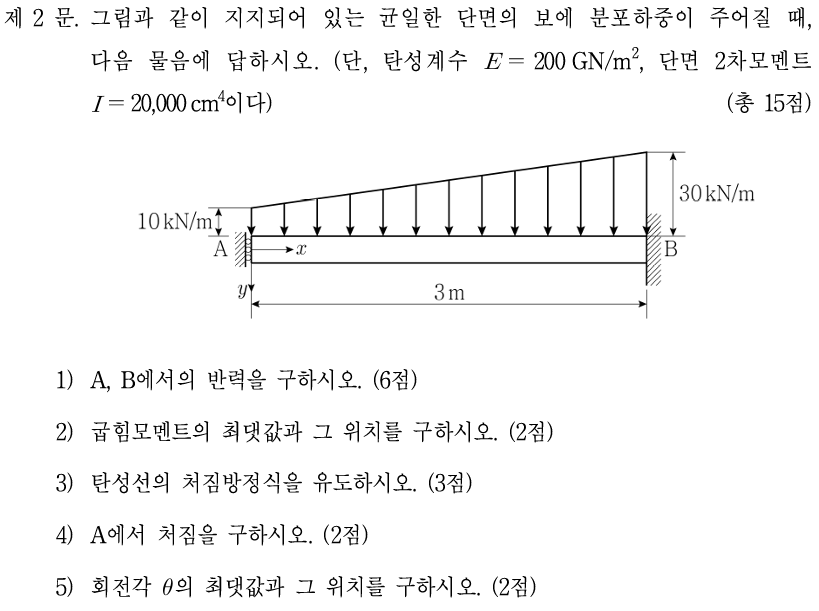 제 2 문. 그림과 같이 지지되어 있는 균일한 단면의 보에 분포하중이 주어질 때,
다음 물음에 답하시오. (단, 탄성계수 E = 200 GN/m², 단면 2차모멘트
I = 20,000 cm⁴이다) (총 15점)
10 kN/m
30 kN/m
A
x
B
y
3 m
1) A, B에서의 반력을 구하시오. (6점)
2) 굽힘모멘트의 최댓값과 그 위치를 구하시오. (2점)
3) 탄성선의 처짐방정식을 유도하시오. (3점)
4) A에서 처짐을 구하시오. (2점)
5) 회전각 θ의 최댓값과 그 위치를 구하시오. (2점)